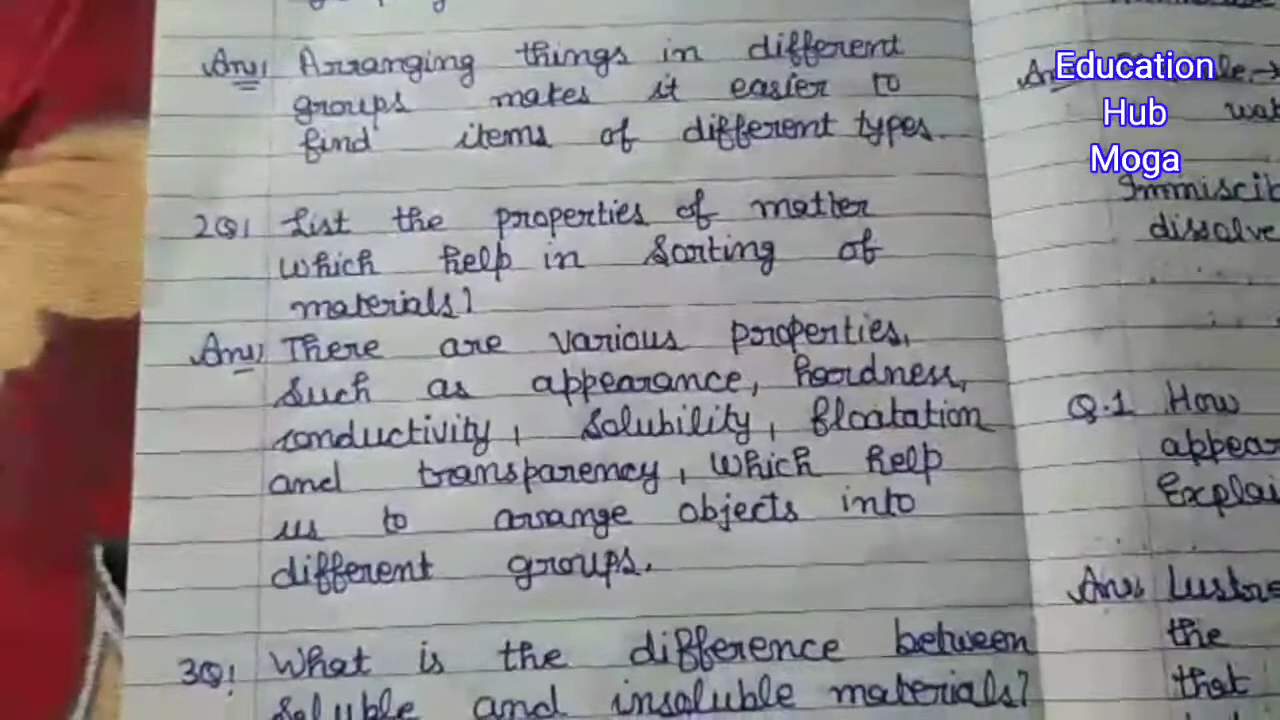 Ans Arranging things in different
groups makes it easier to
find items of different types.
2Q! List the properties of matter
which help in Sorting of
materials?
Ans There are various properties,
such as appearance, hardness,
conductivity, solubility, floatation
and transparency, which help
us to arrange objects into
different groups.
3Q! What is the difference between
soluble and insoluble materials?
Education
Hub
Moga
Immiscib
dissolve
Q.1 How
appear
Explai
Ans Lustre
the
that